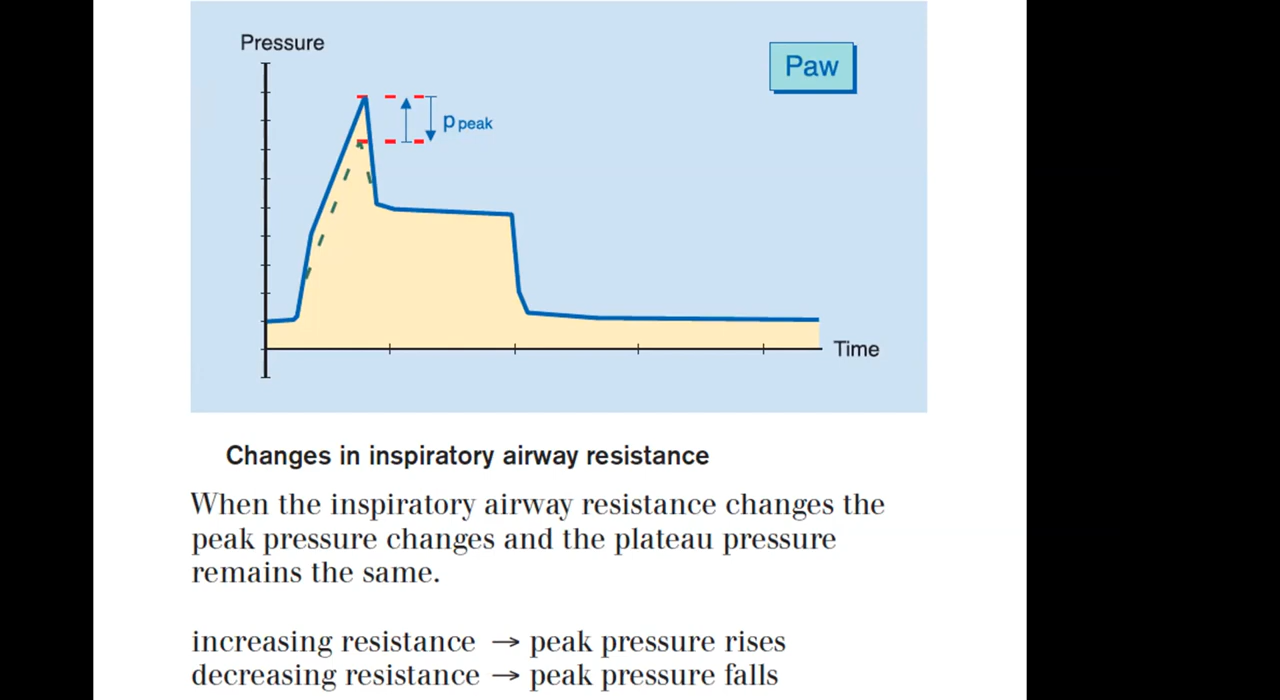 Pressure
Paw
p peak
Time
Changes in inspiratory airway resistance
When the inspiratory airway resistance changes the
peak pressure changes and the plateau pressure
remains the same.
increasing resistance → peak pressure rises
decreasing resistance → peak pressure falls